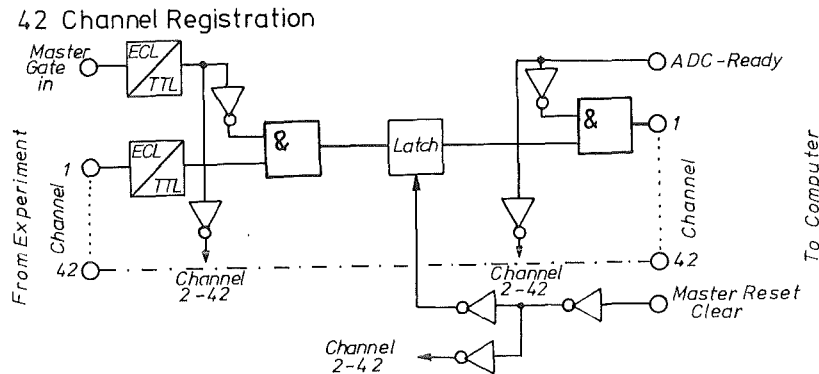 42 Channel Registration
Master
Gate
in
ECL
TTL
ADC-Ready
&
&
1
Latch
1
ECL
TTL
From Experiment
Channel
Channel
To Computer
42
Channel
2-42
Channel
2-42
42
Master Reset
Clear
Channel
2-42